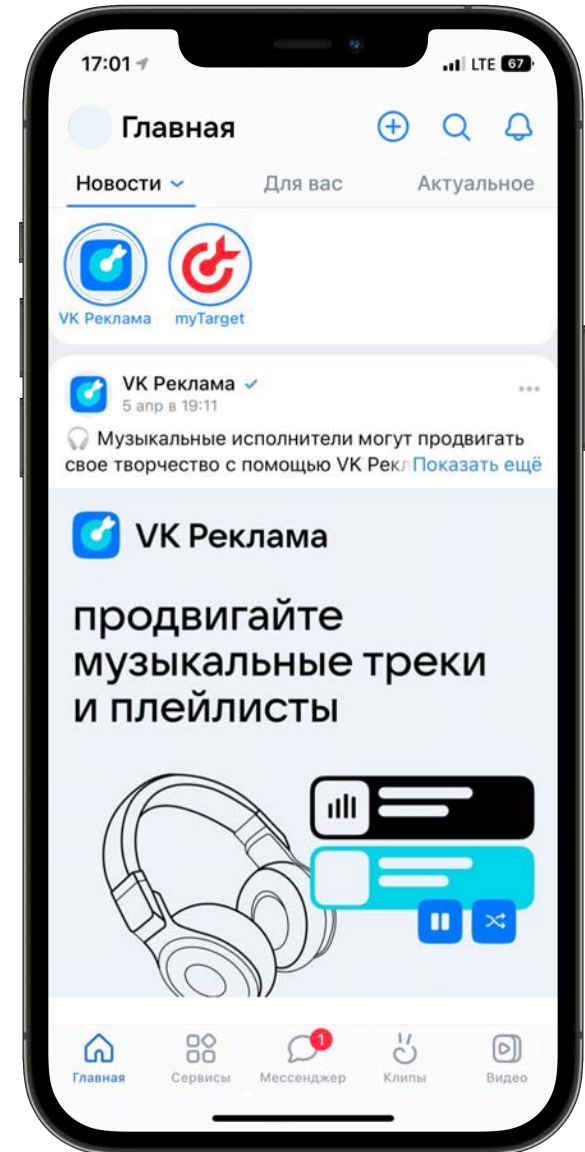 17:01 LTE 67
Главная
Новости Для вас Актуальное
VK Реклама myTarget
VK Реклама
5 апр в 19:11
🎧 Музыкальные исполнители могут продвигать
свое творчество с помощью VK Рекл Показать ещё
VK Реклама
продвигайте
музыкальные треки
и плейлисты
1
Главная Сервисы Мессенджер Клипы Видео